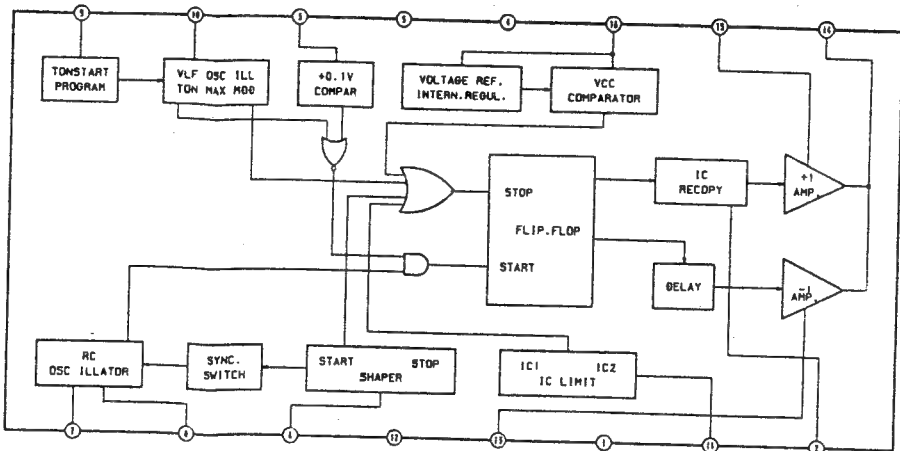 9 10 5 3 4 16 15 14
TONSTART
PROGRAM
VLF OSC ILL
TON MAX MOD
+0.1V
COMPAR
VOLTAGE REF.
INTERN.REGUL.
VCC
COMPARATOR
STOP
FLIP.FLOP
START
IC
RECOPY
+1
AMP.
DELAY
-1
AMP.
RC
OSC ILLATOR
SYNC.
SWITCH
START STOP
SHAPER
IC1 IC2
IC LIMIT
7 6 12 13 1 11 2